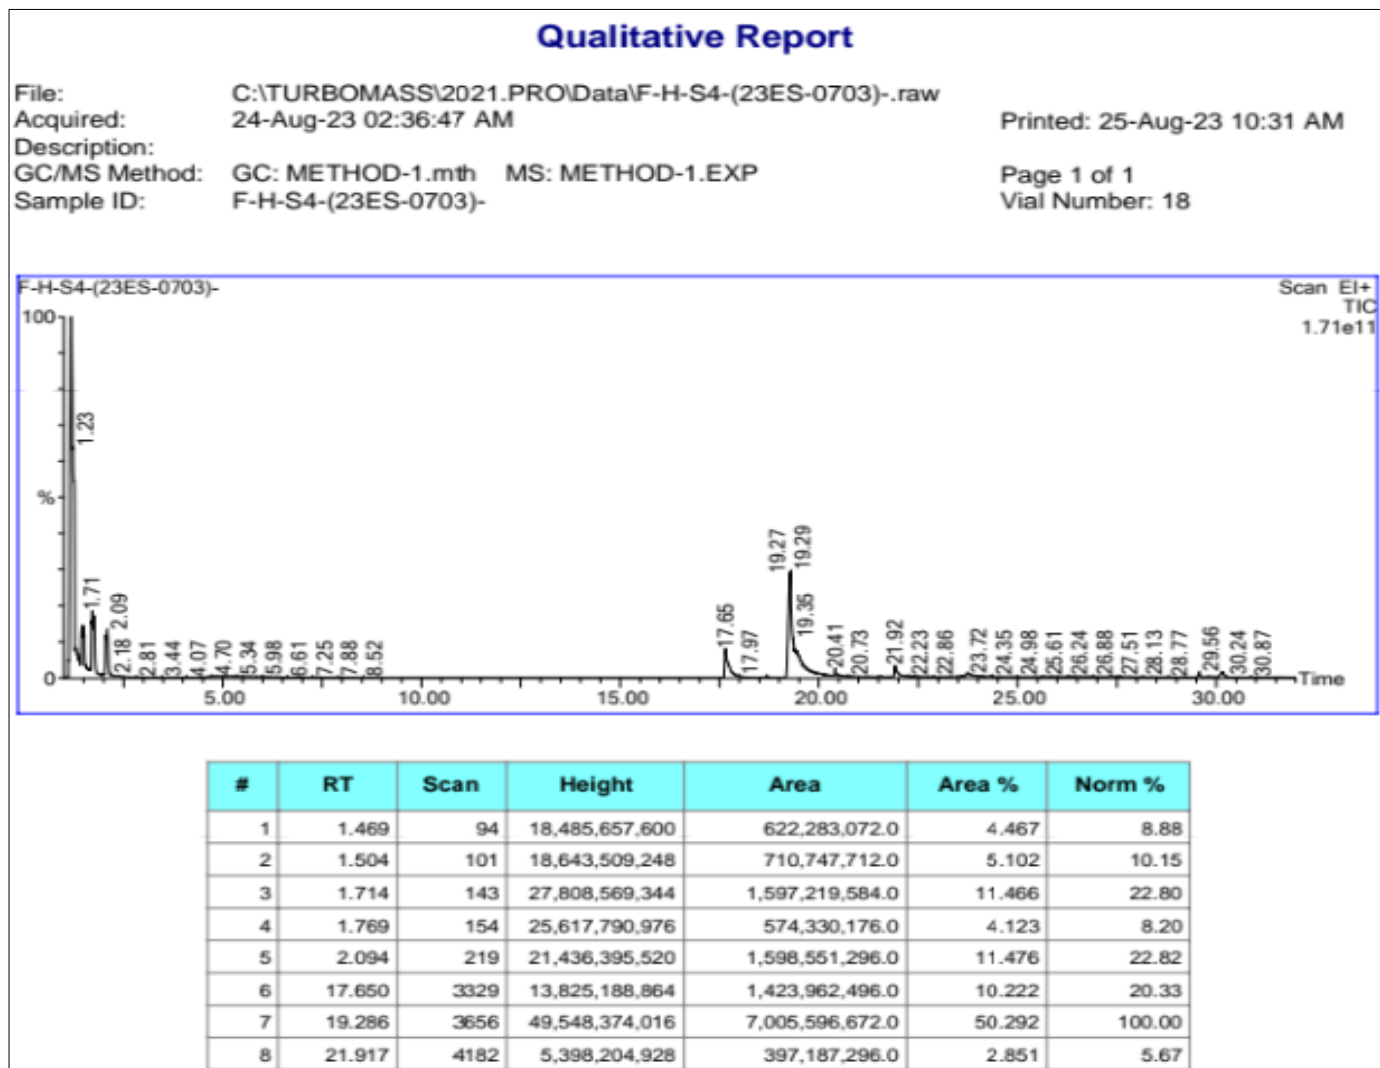 Qualitative Report
File: C:\TURBOMASS\2021.PRO\Data\F-H-S4-(23ES-0703)-.raw
Acquired: 24-Aug-23 02:36:47 AM Printed: 25-Aug-23 10:31 AM
Description:
GC/MS Method: GC: METHOD-1.mth MS: METHOD-1.EXP Page 1 of 1
Sample ID: F-H-S4-(23ES-0703)- Vial Number: 18
F-H-S4-(23ES-0703)- Scan EI+
TIC
1.71e11
100
%
0
1.23 1.71 2.09 2.18 2.81 3.44 4.07 4.70 5.34 5.98 6.61 7.25 7.88 8.52 17.65 17.97 19.27 19.29 19.35 20.41 20.73 21.92 22.23 22.86 23.72 24.35 24.98 25.61 26.24 26.88 27.51 28.13 28.77 29.56 30.24 30.87
Time
5.00 10.00 15.00 20.00 25.00 30.00
# RT Scan Height Area Area % Norm %
1 1.469 94 18,485,657,600 622,283,072.0 4.467 8.88
2 1.504 101 18,643,509,248 710,747,712.0 5.102 10.15
3 1.714 143 27,808,569,344 1,597,219,584.0 11.466 22.80
4 1.769 154 25,617,790,976 574,330,176.0 4.123 8.20
5 2.094 219 21,436,395,520 1,598,551,296.0 11.476 22.82
6 17.650 3329 13,825,188,864 1,423,962,496.0 10.222 20.33
7 19.286 3656 49,548,374,016 7,005,596,672.0 50.292 100.00
8 21.917 4182 5,398,204,928 397,187,296.0 2.851 5.67